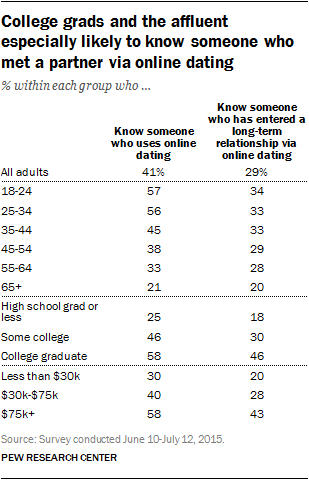 College grads and the affluent
especially likely to know someone who
met a partner via online dating
% within each group who ...
Know someone who uses online dating
Know someone who has entered a long-term relationship via online dating
All adults 41% 29%
18-24 57 34
25-34 56 33
35-44 45 33
45-54 38 29
55-64 33 28
65+ 21 20
High school grad or
less 25 18
Some college 46 30
College graduate 58 46
Less than $30k 30 20
$30k-$75k 40 28
$75k+ 58 43
Source: Survey conducted June 10-July 12, 2015.
PEW RESEARCH CENTER